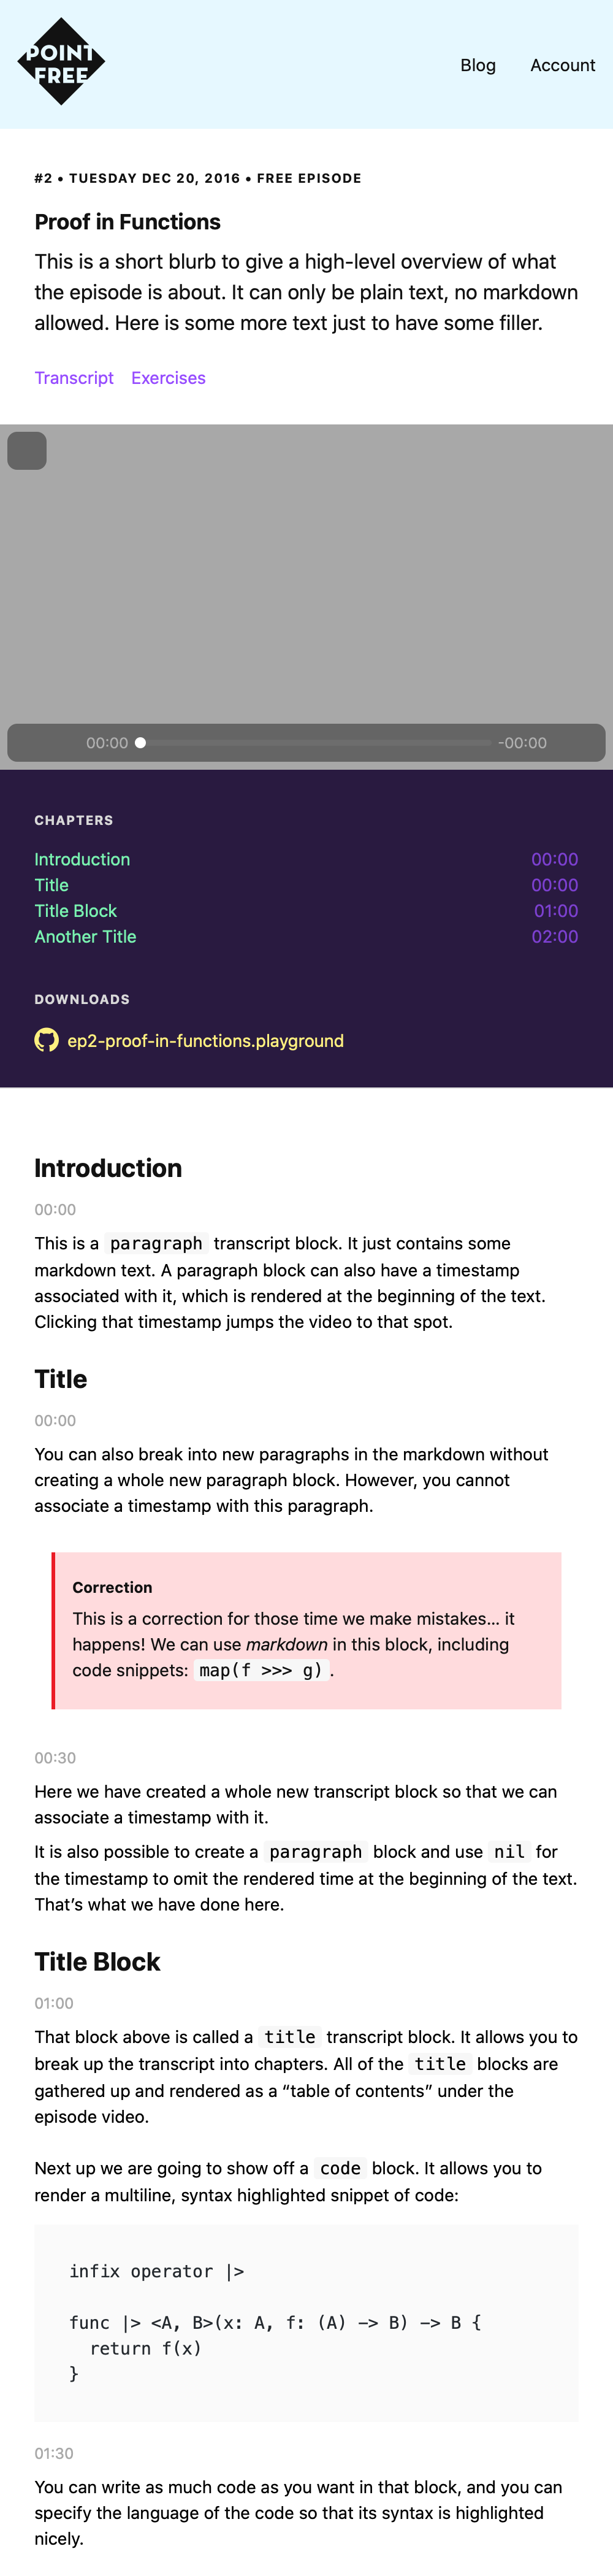 POINT
FREE
Blog
Account
#2 • TUESDAY DEC 20, 2016 • FREE EPISODE
Proof in Functions
This is a short blurb to give a high-level overview of what
the episode is about. It can only be plain text, no markdown
allowed. Here is some more text just to have some filler.
Transcript Exercises
00:00 -00:00
CHAPTERS
Introduction 00:00
Title 00:00
Title Block 01:00
Another Title 02:00
DOWNLOADS
ep2-proof-in-functions.playground
Introduction
00:00
This is a paragraph transcript block. It just contains some
markdown text. A paragraph block can also have a timestamp
associated with it, which is rendered at the beginning of the text.
Clicking that timestamp jumps the video to that spot.
Title
00:00
You can also break into new paragraphs in the markdown without
creating a whole new paragraph block. However, you cannot
associate a timestamp with this paragraph.
Correction
This is a correction for those time we make mistakes… it
happens! We can use markdown in this block, including
code snippets: map(f >>> g).
00:30
Here we have created a whole new transcript block so that we can
associate a timestamp with it.
It is also possible to create a paragraph block and use nil for
the timestamp to omit the rendered time at the beginning of the text.
That’s what we have done here.
Title Block
01:00
That block above is called a title transcript block. It allows you to
break up the transcript into chapters. All of the title blocks are
gathered up and rendered as a “table of contents” under the
episode video.
Next up we are going to show off a code block. It allows you to
render a multiline, syntax highlighted snippet of code:
infix operator |>
func |> <A, B>(x: A, f: (A) -> B) -> B {
  return f(x)
}
01:30
You can write as much code as you want in that block, and you can
specify the language of the code so that its syntax is highlighted
nicely.